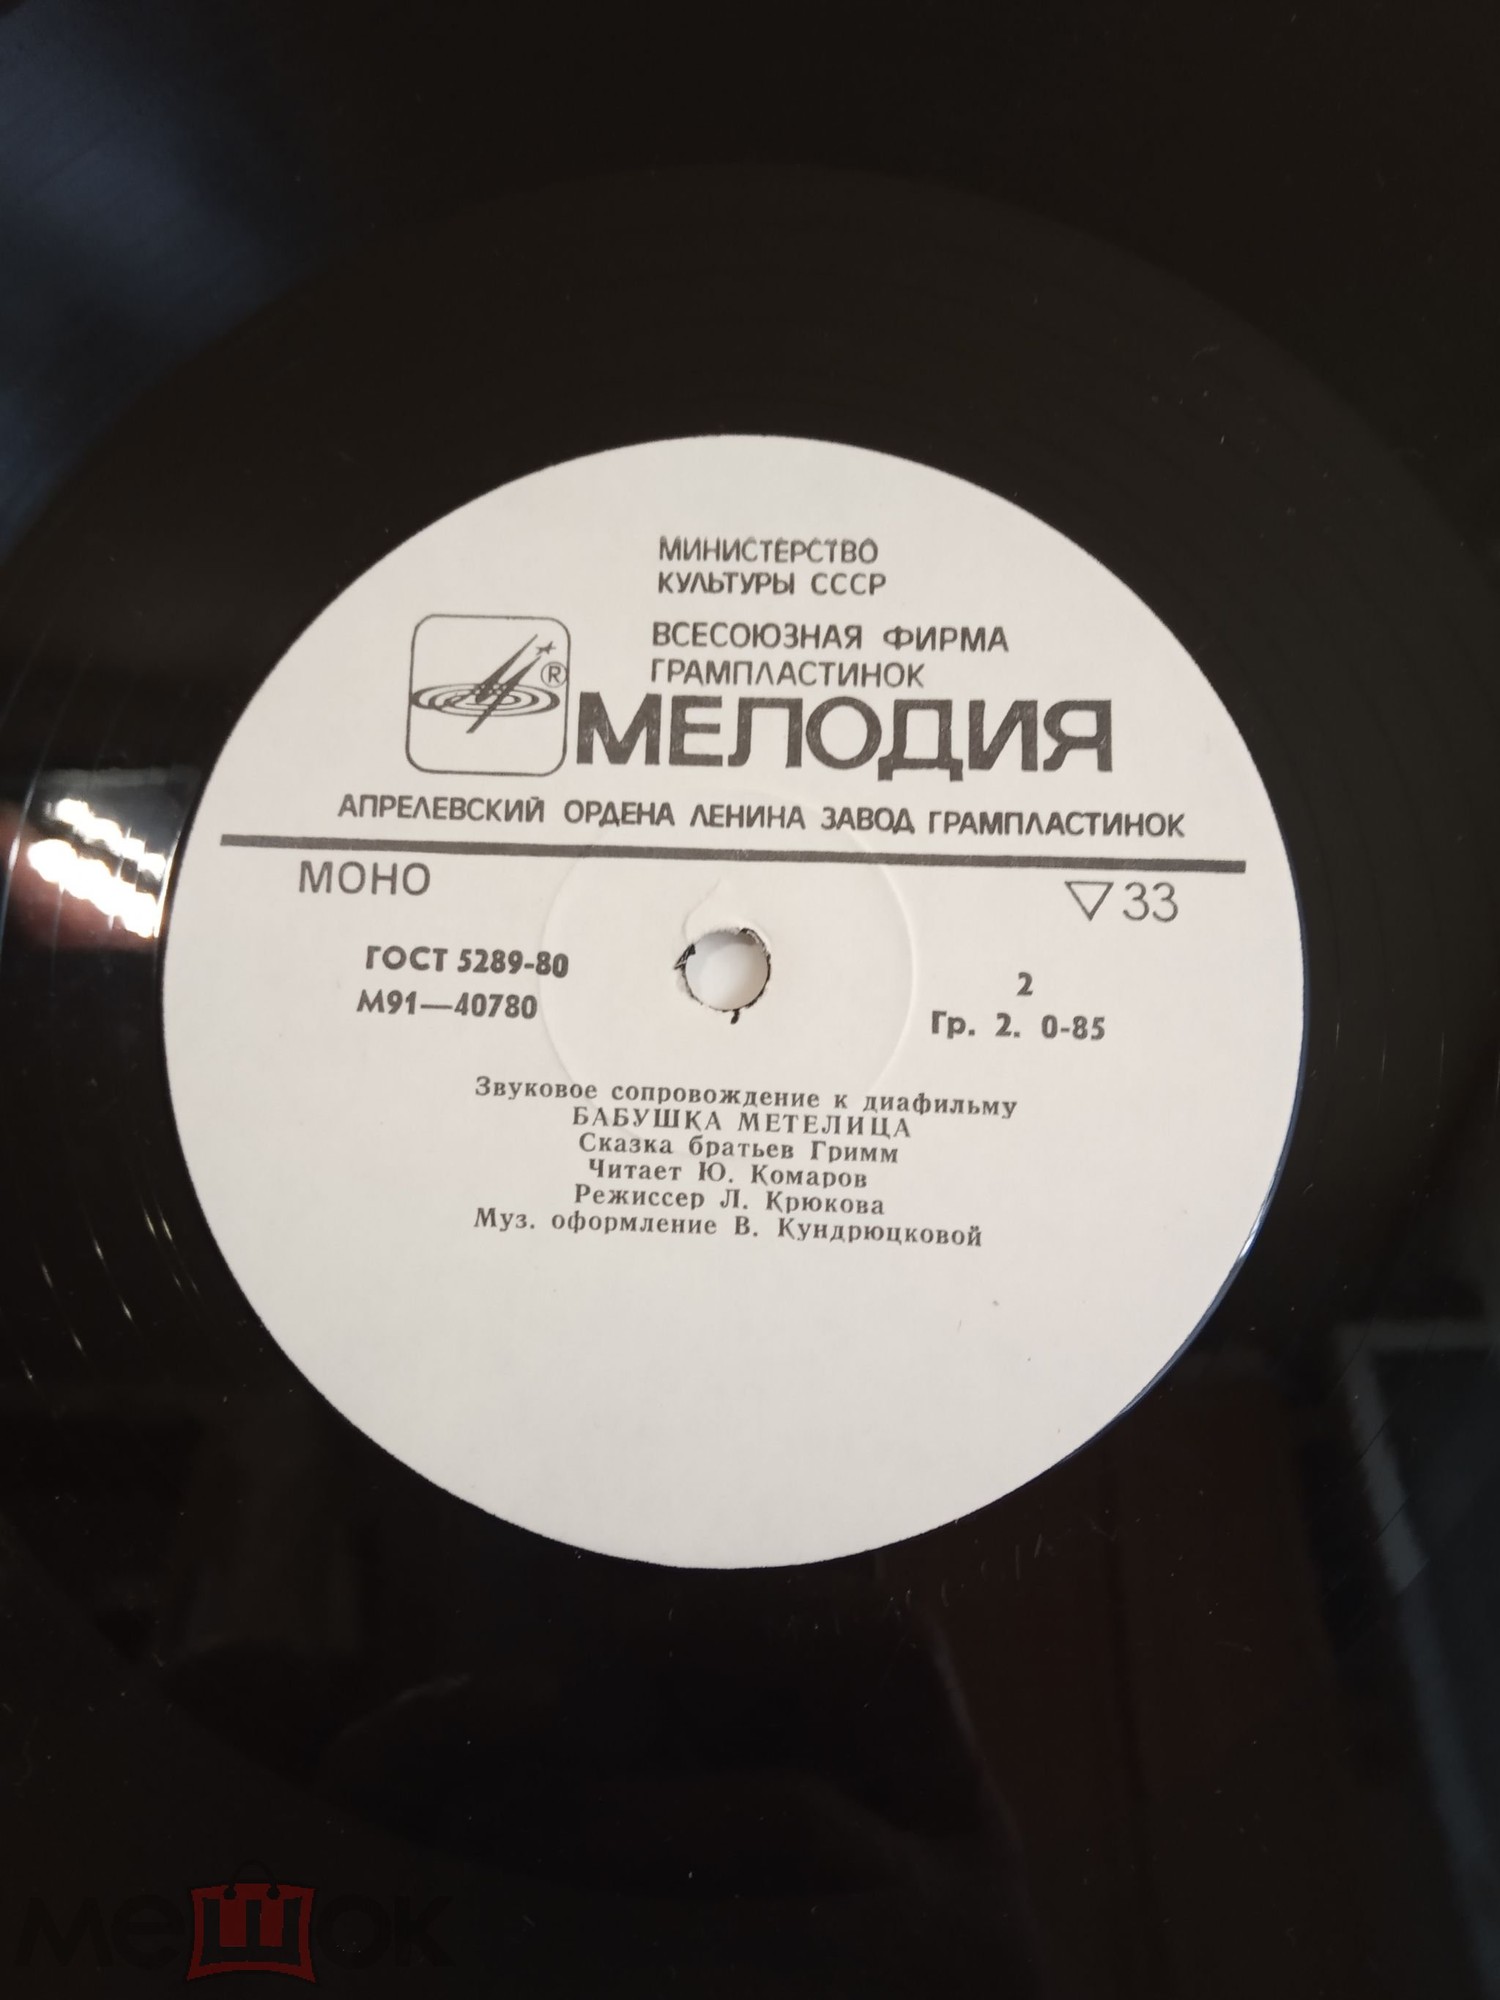 МИНИСТЕРСТВО
КУЛЬТУРЫ СССР
ВСЕСОЮЗНАЯ ФИРМА
ГРАМПЛАСТИНОК
®
МЕЛОДИЯ
АПРЕЛЕВСКИЙ ОРДЕНА ЛЕНИНА ЗАВОД ГРАМПЛАСТИНОК
МОНО
▽33
ГОСТ 5289-80
М91—40780
2
Гр. 2. 0-85
Звуковое сопровождение к диафильму
БАБУШКА МЕТЕЛИЦА
Сказка братьев Гримм
Читает Ю. Комаров
Режиссер Л. Крюкова
Муз. оформление В. Кундрюцковой
мешок